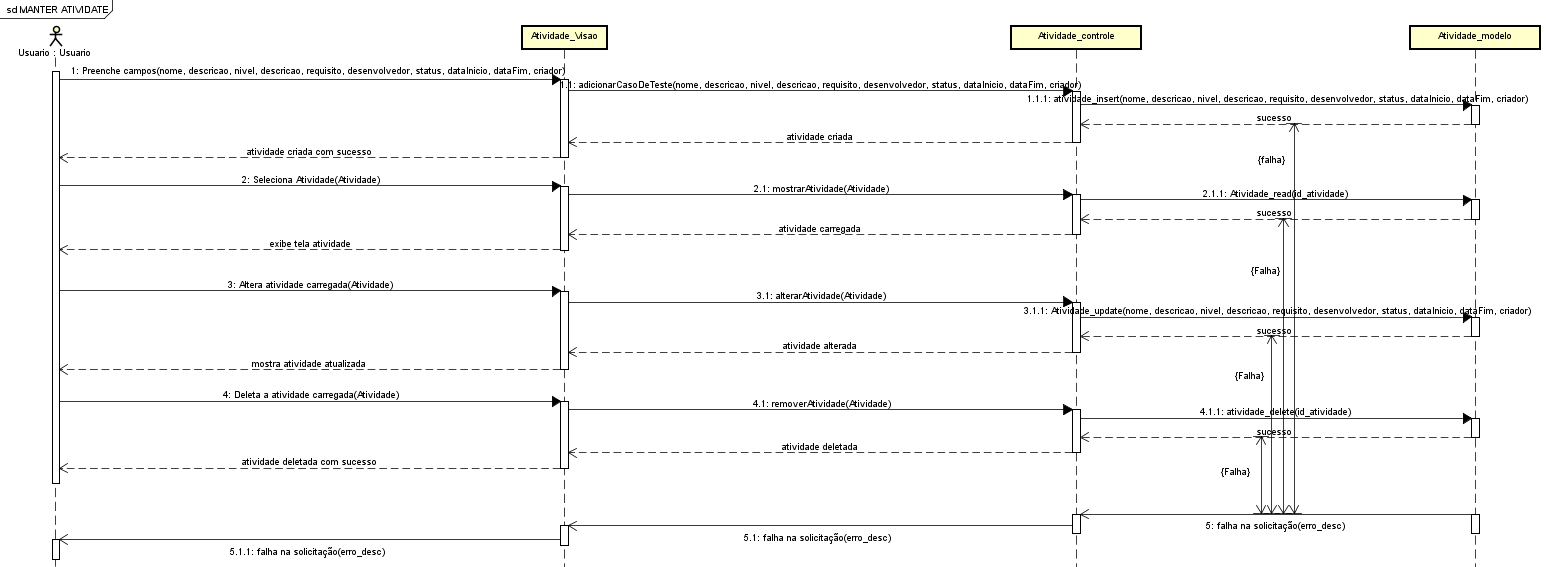 sd MANTER ATIVIDATE
Usuario : Usuario
Atividade_Visao
Atividade_controle
Atividade_modelo
1: Preenche campos(nome, descricao, nivel, descricao, requisito, desenvolvedor, status, dataInicio, dataFim, criador)
1.1: adicionarCasoDeTeste(nome, descricao, nivel, descricao, requisito, desenvolvedor, status, dataInicio, dataFim, criador)
1.1.1: atividade_insert(nome, descricao, nivel, descricao, requisito, desenvolvedor, status, dataInicio, dataFim, criador)
sucesso
atividade criada
atividade criada com sucesso
{falha}
2: Seleciona Atividade(Atividade)
2.1: mostrarAtividade(Atividade)
2.1.1: Atividade_read(id_atividade)
sucesso
atividade carregada
exibe tela atividade
{Falha}
3: Altera atividade carregada(Atividade)
3.1: alterarAtividade(Atividade)
3.1.1: Atividade_update(nome, descricao, nivel, descricao, requisito, desenvolvedor, status, dataInicio, dataFim, criador)
sucesso
atividade alterada
mostra atividade atualizada
{Falha}
4: Deleta a atividade carregada(Atividade)
4.1: removerAtividade(Atividade)
4.1.1: atividade_delete(id_atividade)
sucesso
atividade deletada
atividade deletada com sucesso
{Falha}
5: falha na solicitação(erro_desc)
5.1: falha na solicitação(erro_desc)
5.1.1: falha na solicitação(erro_desc)